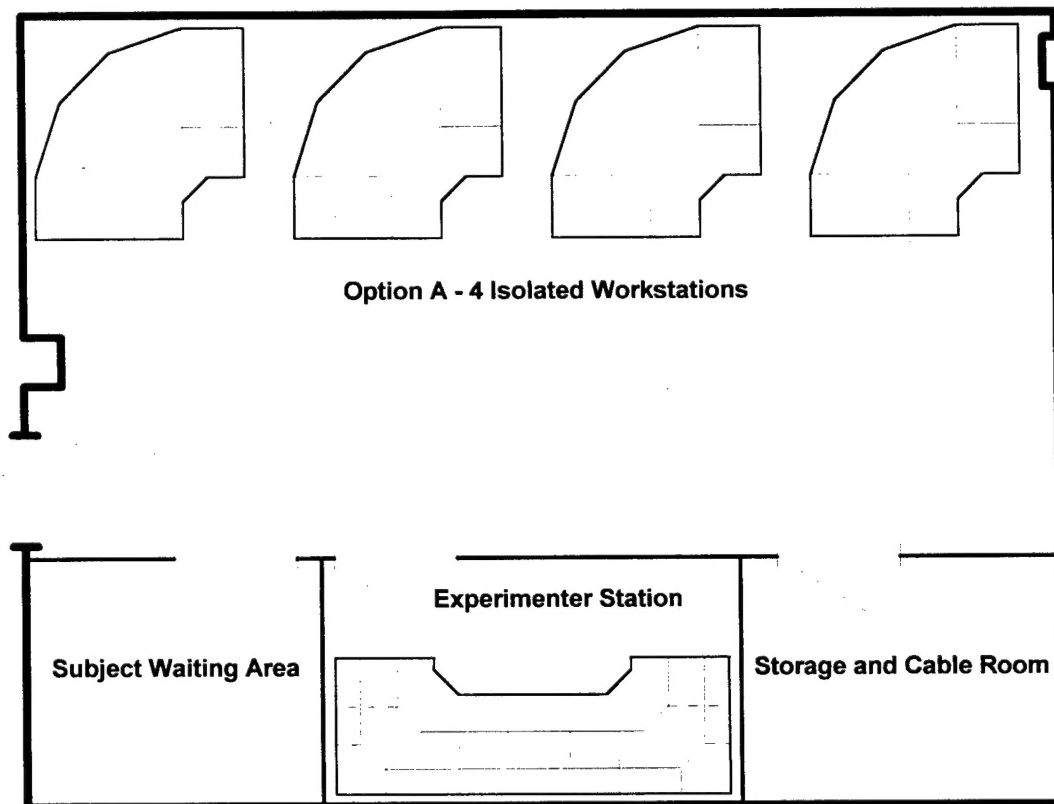 Option A - 4 Isolated Workstations
Experimenter Station
Subject Waiting Area
Storage and Cable Room